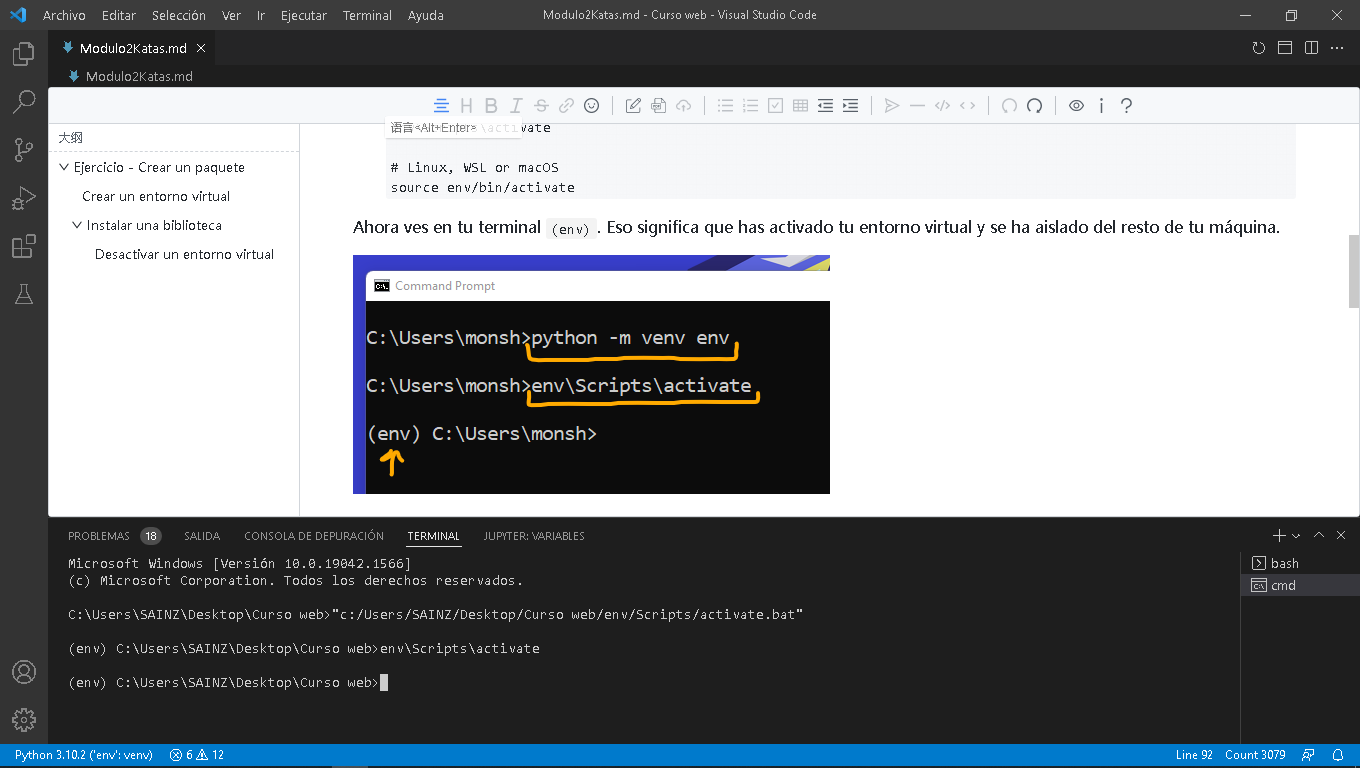 Archivo Editar Selección Ver Ir Ejecutar Terminal Ayuda
Modulo2Katas.md - Curso web - Visual Studio Code
Modulo2Katas.md
Modulo2Katas.md
大纲
Ejercicio - Crear un paquete
Crear un entorno virtual
Instalar una biblioteca
Desactivar un entorno virtual
语言<Alt+Enter> \activate
# Linux, WSL or macOS
source env/bin/activate
Ahora ves en tu terminal (env) . Eso significa que has activado tu entorno virtual y se ha aislado del resto de tu máquina.
Command Prompt
C:\Users\monsh>python -m venv env
C:\Users\monsh>env\Scripts\activate
(env) C:\Users\monsh>
PROBLEMAS 18 SALIDA CONSOLA DE DEPURACIÓN TERMINAL JUPYTER: VARIABLES
Microsoft Windows [Versión 10.0.19042.1566]
(c) Microsoft Corporation. Todos los derechos reservados.
C:\Users\SAINZ\Desktop\Curso web>"c:/Users/SAINZ/Desktop/Curso web/env/Scripts/activate.bat"
(env) C:\Users\SAINZ\Desktop\Curso web>env\Scripts\activate
(env) C:\Users\SAINZ\Desktop\Curso web>
bash
cmd
Python 3.10.2 ('env': venv) 6 12
Line 92 Count 3079